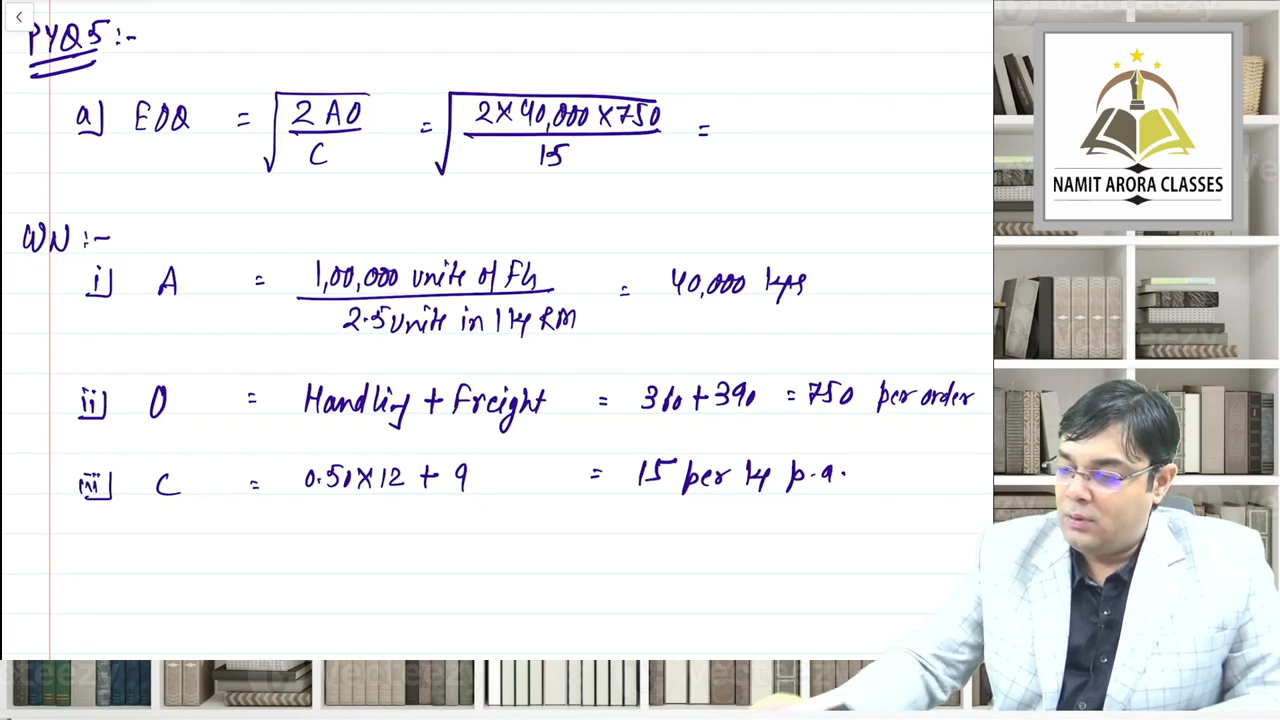 PYQ5:-
a] EOQ = √(2AO / C) = √(2×40,000×750 / 15) =
WN:-
i] A = 1,00,000 units of FG / 2.5 units in 1 kg RM = 40,000 kgs
ii] O = Handling + Freight = 360+390 = 750 per order
iii] C = 0.50×12 + 9 = 15 per kg p.a.
NAMIT ARORA CLASSES